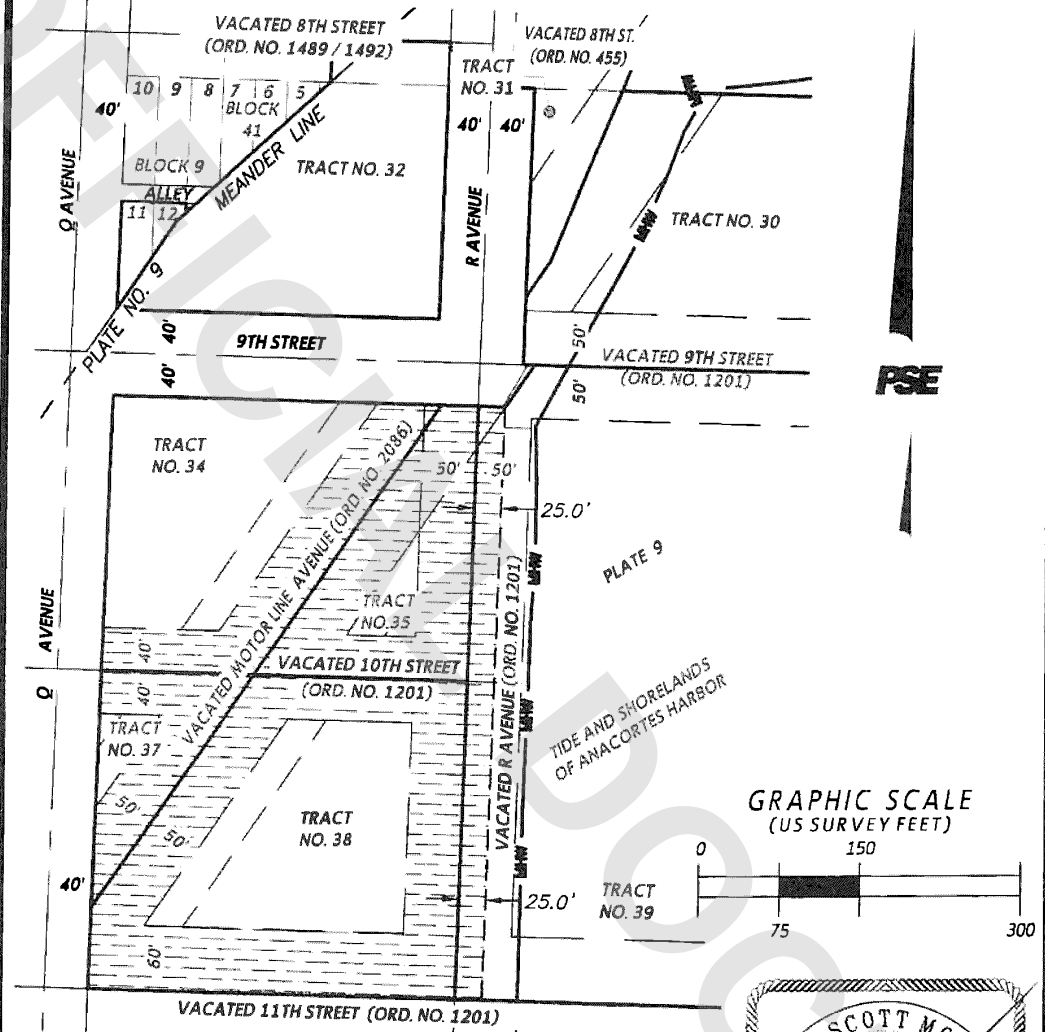 VACATED 8TH STREET
(ORD. NO. 1489 / 1492)
VACATED 8TH ST.
(ORD. NO. 455)
TRACT
NO. 31
10 9 8 7 6 5
BLOCK
41
40'
40' 40'
MEANDER LINE
BLOCK 9
TRACT NO. 32
ALLEY
11 12
Q AVENUE
R AVENUE
MHW
MHW
TRACT NO. 30
PLATE NO. 9
40'
9TH STREET
40'
50'
50'
VACATED 9TH STREET
(ORD. NO. 1201)
PSE
TRACT
NO. 34
VACATED MOTOR LINE AVENUE (ORD. NO. 2086)
50' 50'
25.0'
MHW
PLATE 9
TRACT
NO.35
Q AVENUE
40'
VACATED 10TH STREET
(ORD. NO. 1201)
40'
VACATED R AVENUE (ORD. NO. 1201)
MHW
TIDE AND SHORELANDS
OF ANACORTES HARBOR
TRACT
NO. 37
50'
50'
TRACT
NO. 38
GRAPHIC SCALE
(US SURVEY FEET)
0 150
75 300
MHW
40'
25.0'
TRACT
NO. 39
60'
VACATED 11TH STREET (ORD. NO. 1201)
SCOTT MO